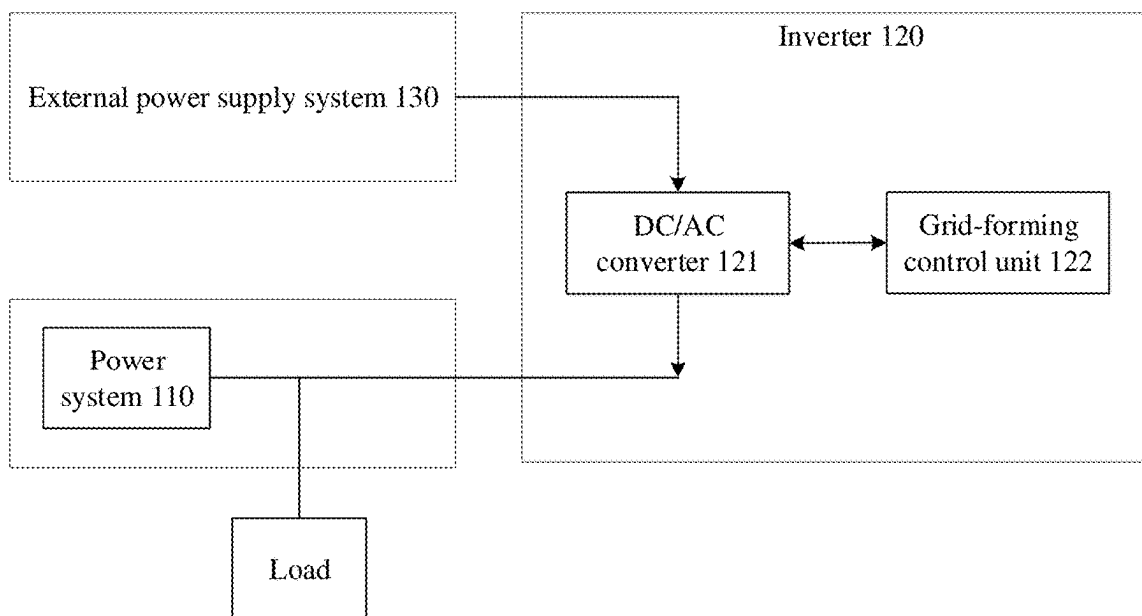 Inverter 120
External power supply system 130
DC/AC
converter 121
Grid-forming
control unit 122
Power
system 110
Load